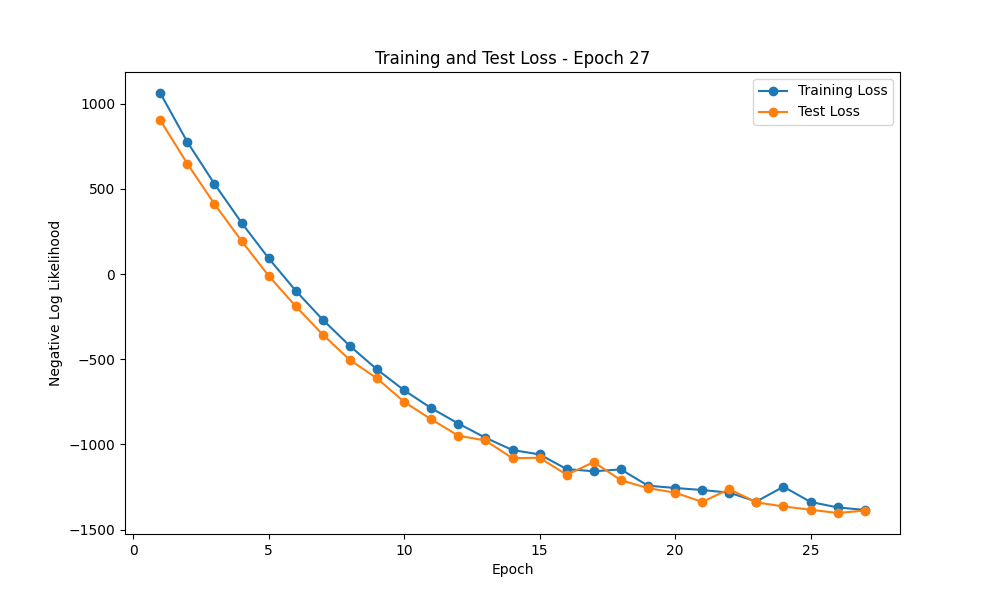 Training and Test Loss - Epoch 27
Training Loss
Test Loss
Negative Log Likelihood
1000
500
0
−500
−1000
−1500
0
5
10
15
20
25
Epoch